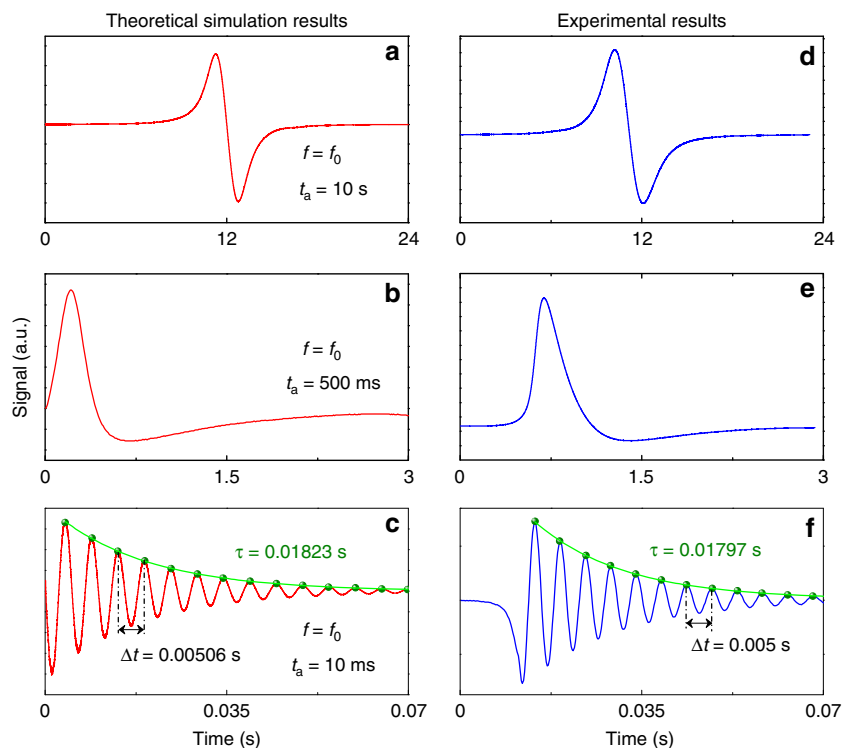 Theoretical simulation results
Experimental results
a
f = f₀
tₐ = 10 s
0 12 24
d
0 12 24
Signal (a.u.)
b
f = f₀
tₐ = 500 ms
0 1.5 3
e
0 1.5 3
c
τ = 0.01823 s
f = f₀
Δt = 0.00506 s
tₐ = 10 ms
0 0.035 0.07
Time (s)
f
τ = 0.01797 s
Δt = 0.005 s
0 0.035 0.07
Time (s)